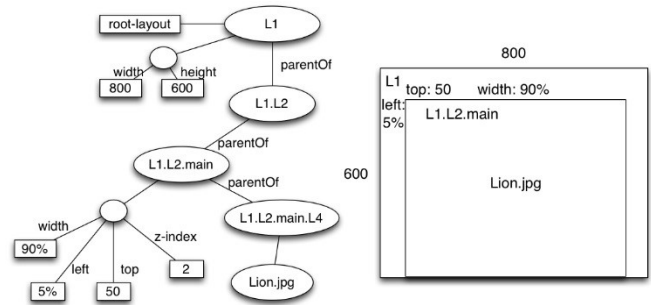 root-layout
L1
width
height
800
600
parentOf
L1.L2
parentOf
L1.L2.main
parentOf
width
90%
left
5%
top
50
z-index
2
L1.L2.main.L4
Lion.jpg
800
600
L1
top: 50 width: 90%
left:
5%
L1.L2.main
Lion.jpg